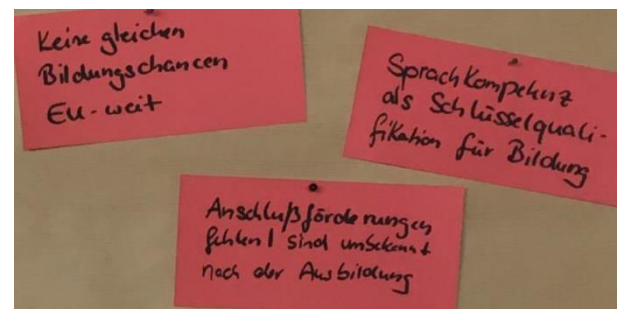 Keine gleichen
Bildungschancen
EU-weit
Sprachkompetenz
als Schlüsselquali-
fikation für Bildung
Anschlußförderungen
fehlen / sind unbekannt
nach der Ausbildung